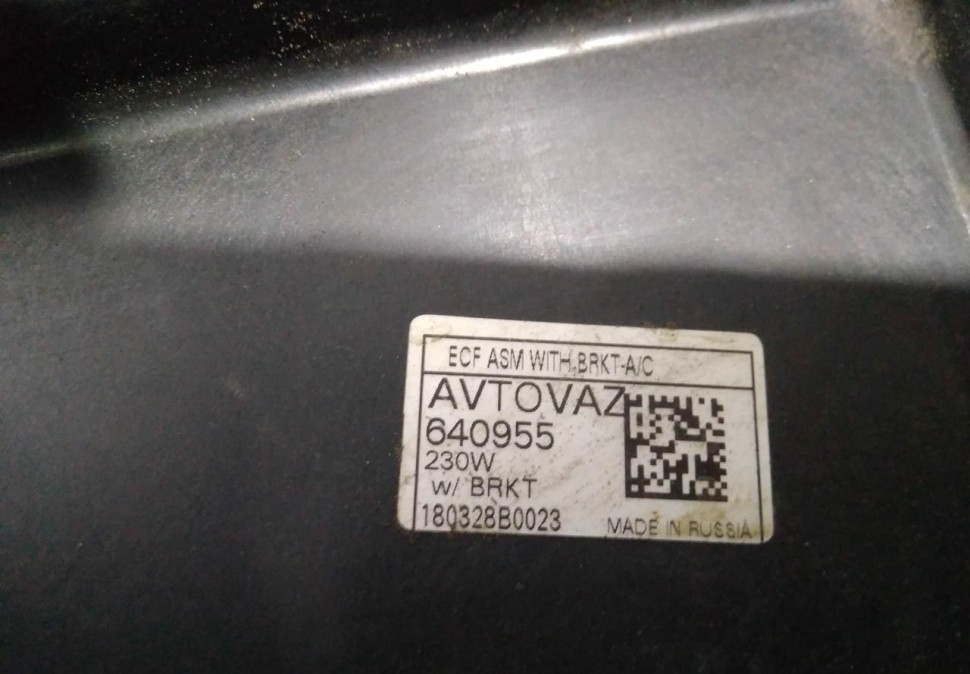 ECF ASM WITH BRKT-A/C
AVTOVAZ
640955
230W
w/ BRKT
180328B0023
MADE IN RUSSIA